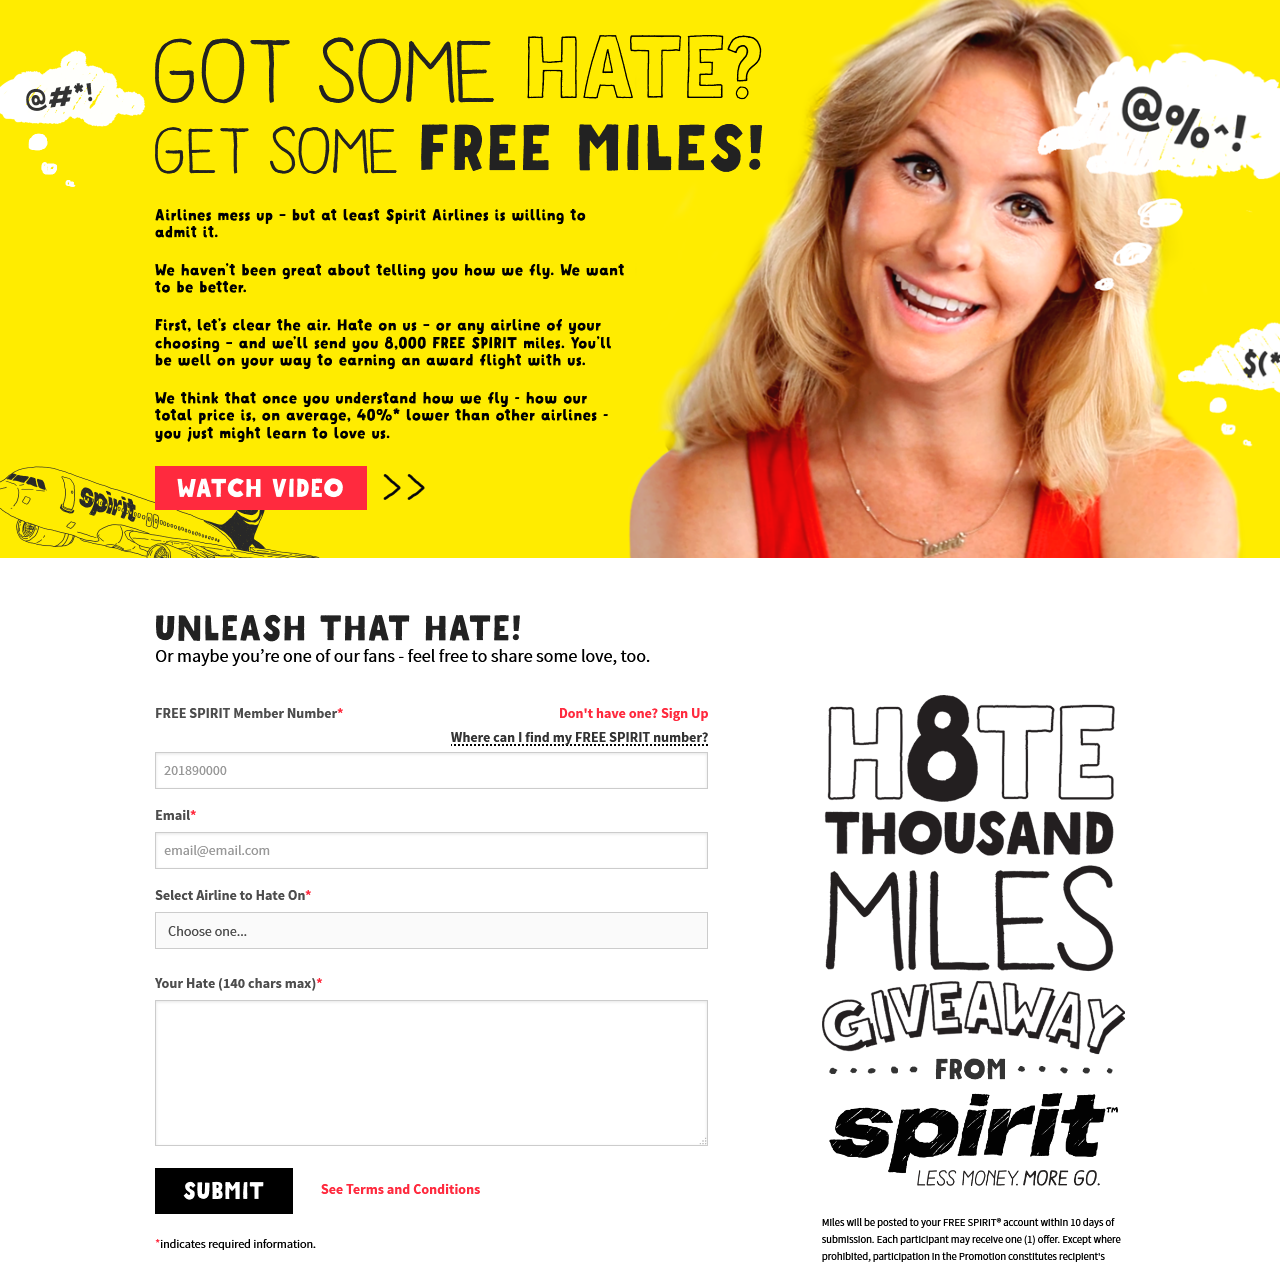 GOT SOME HATE?
@#*!
@%^!
GET SOME FREE MILES!
Airlines mess up – but at least Spirit Airlines is willing to
admit it.
We haven't been great about telling you how we fly. We want
to be better.
First, let's clear the air. Hate on us – or any airline of your
choosing – and we'll send you 8,000 FREE SPIRIT miles. You'll
be well on your way to earning an award flight with us.
$(*
We think that once you understand how we fly - how our
total price is, on average, 40%* lower than other airlines -
you just might learn to love us.
WATCH VIDEO >>
spirit
UNLEASH THAT HATE!
Or maybe you’re one of our fans - feel free to share some love, too.
FREE SPIRIT Member Number*
Don't have one? Sign Up
Where can I find my FREE SPIRIT number?
201890000
Email*
email@email.com
Select Airline to Hate On*
Choose one...
Your Hate (140 chars max)*
SUBMIT
See Terms and Conditions
*indicates required information.
H8TE
THOUSAND
MILES
GIVEAWAY
FROM
spirit™
LESS MONEY. MORE GO.
Miles will be posted to your FREE SPIRIT® account within 10 days of
submission. Each participant may receive one (1) offer. Except where
prohibited, participation in the Promotion constitutes recipient's